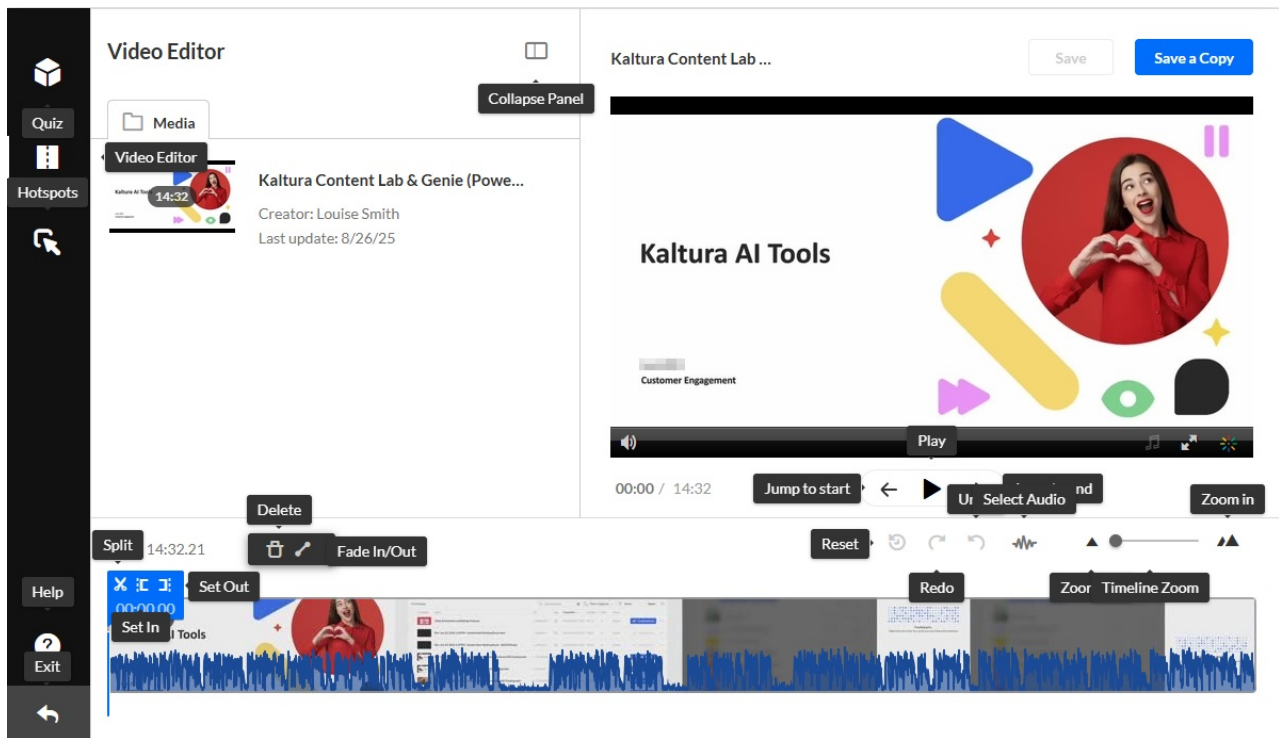 Video Editor
Collapse Panel
Quiz
Media
Video Editor
14:32
Kaltura AI
Kaltura Content Lab & Genie (Powe...
Creator: Louise Smith
Last update: 8/26/25
Hotspots
Kaltura Content Lab ...
Save
Save a Copy
Kaltura AI Tools
Customer Engagement
Play
00:00 / 14:32
Jump to start
Select Audio
Zoom in
Delete
Split
14:32.21
Fade In/Out
Reset
Set Out
Redo
Timeline Zoom
Help
00:00.00
Set In
Tools
Exit